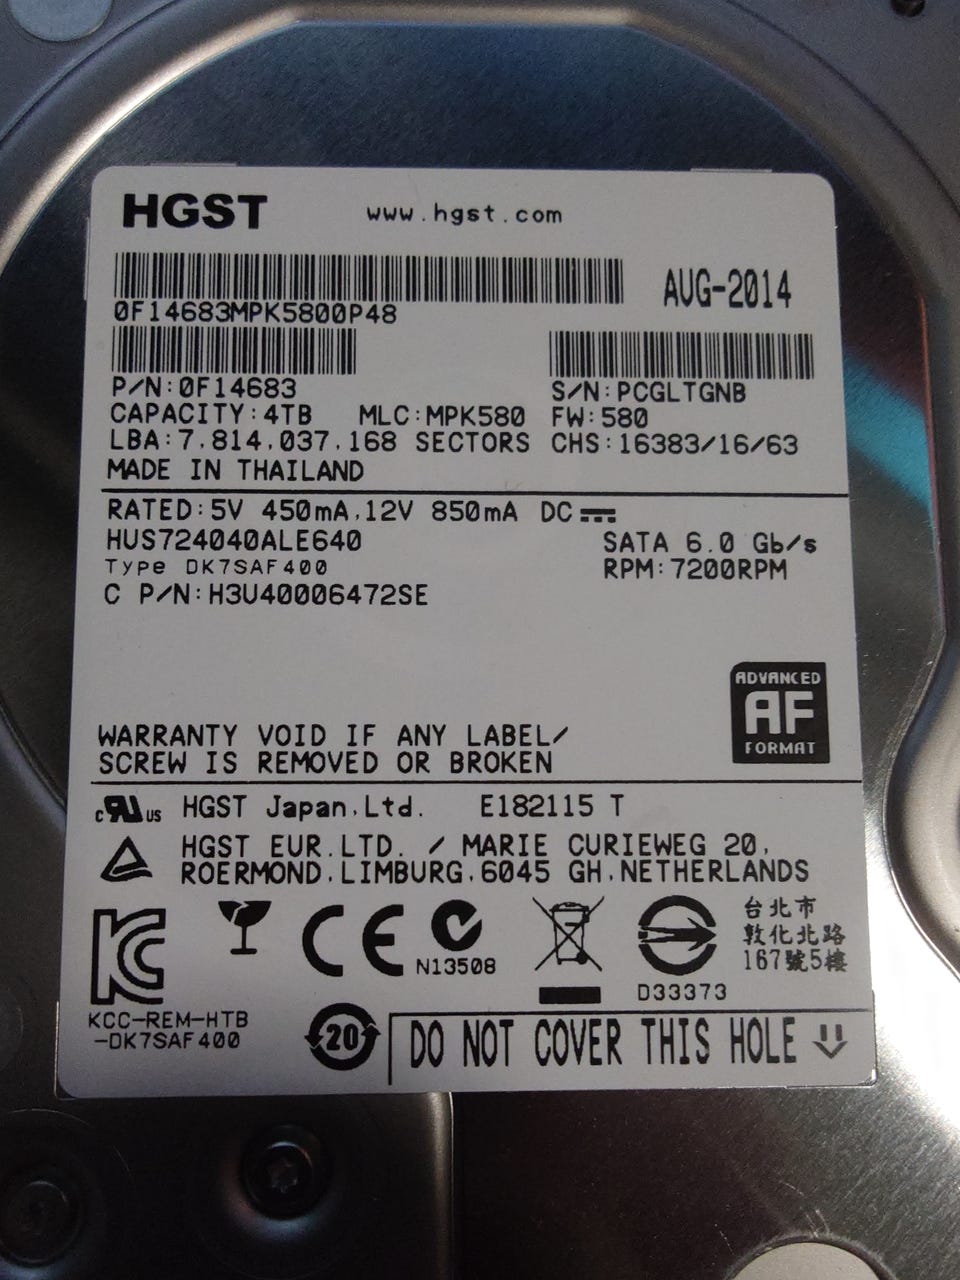 HGST www.hgst.com
AUG-2014
0F14683MPK5800P48
P/N:0F14683 S/N:PCGLTGNB
CAPACITY:4TB MLC:MPK580 FW:580
LBA:7,814,037,168 SECTORS CHS:16383/16/63
MADE IN THAILAND
RATED:5V 450mA,12V 850mA DC
HUS724040ALE640 SATA 6.0 Gb/s
Type DK7SAF400 RPM:7200RPM
C P/N:H3U40006472SE
ADVANCED
AF
FORMAT
WARRANTY VOID IF ANY LABEL/
SCREW IS REMOVED OR BROKEN
c RU us HGST Japan,Ltd. E182115 T
HGST EUR.LTD. / MARIE CURIEWEG 20,
ROERMOND,LIMBURG,6045 GH,NETHERLANDS
KC CE N13508 D33373
台北市
敦化北路
167號5樓
KCC-REM-HTB
-DK7SAF400
20 DO NOT COVER THIS HOLE